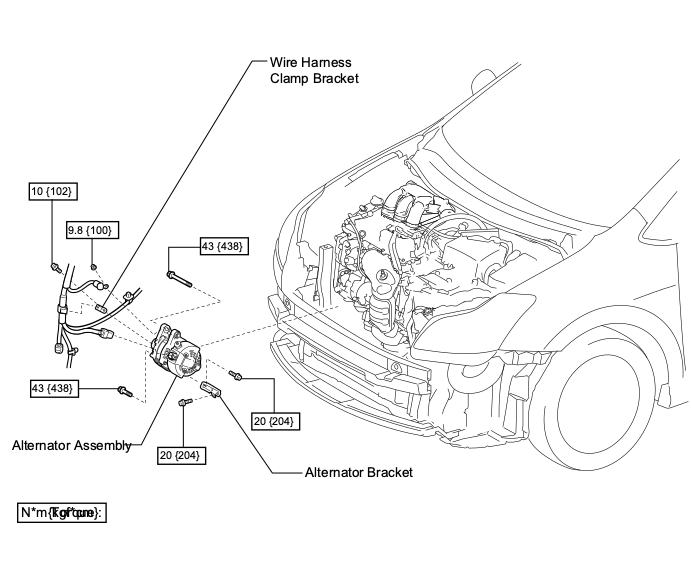 Wire Harness
Clamp Bracket
10 {102}
9.8 {100}
43 {438}
43 {438}
20 {204}
Alternator Assembly
20 {204}
Alternator Bracket
N*m{
}: